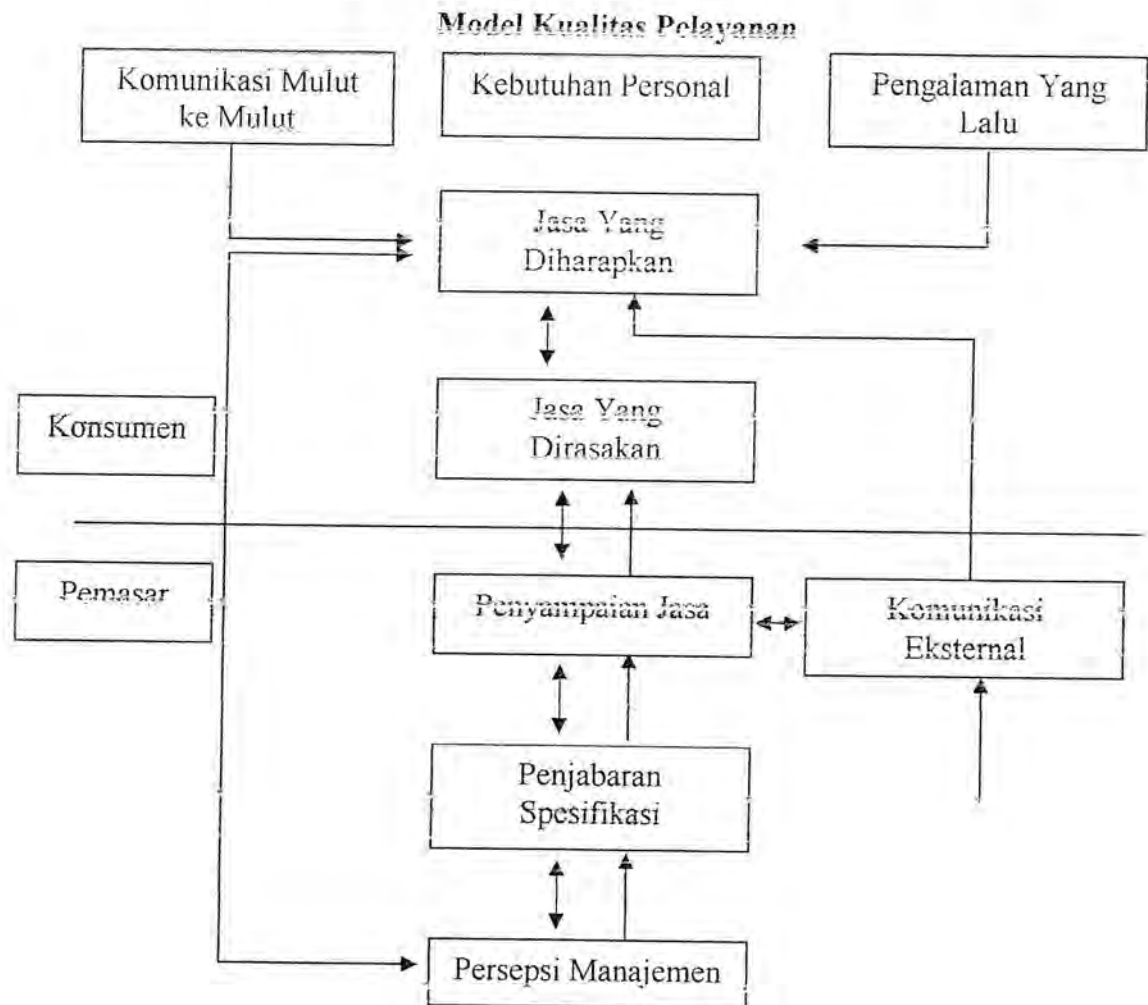 Model Kualitas Pelayanan
Komunikasi Mulut
ke Mulut
Kebutuhan Personal
Pengalaman Yang
Lalu
Jasa Yang
Diharapkan
Jasa Yang
Dirasakan
Konsumen
Pemasar
Penyampaian Jasa
Komunikasi
Eksternal
Penjabaran
Spesifikasi
Persepsi Manajemen